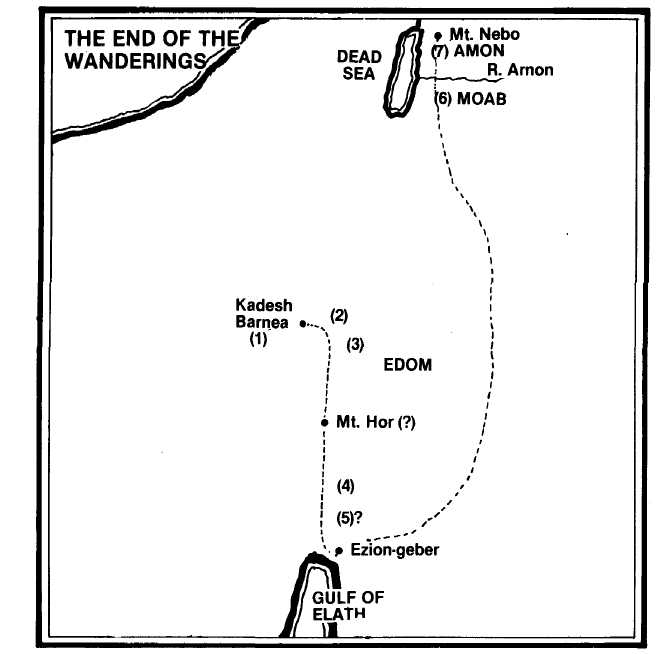 THE END OF THE
WANDERINGS
DEAD
SEA
Mt. Nebo
(7) AMON
R. Arnon
(6) MOAB
Kadesh
Barnea
(1)
(2)
(3)
EDOM
Mt. Hor (?)
(4)
(5)?
Ezion-geber
GULF OF
ELATH